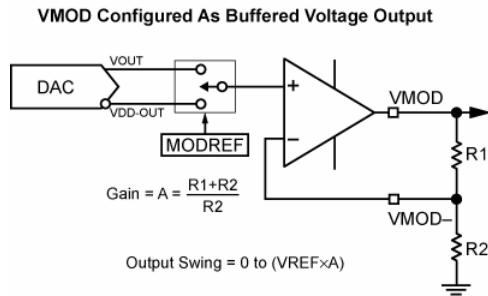 VMOD Configured As Buffered Voltage Output
VOUT
DAC
VDD-OUT
MODREF
+
–
VMOD
R1
VMOD–
R2
Gain = A = R1+R2
R2
Output Swing = 0 to (VREF×A)